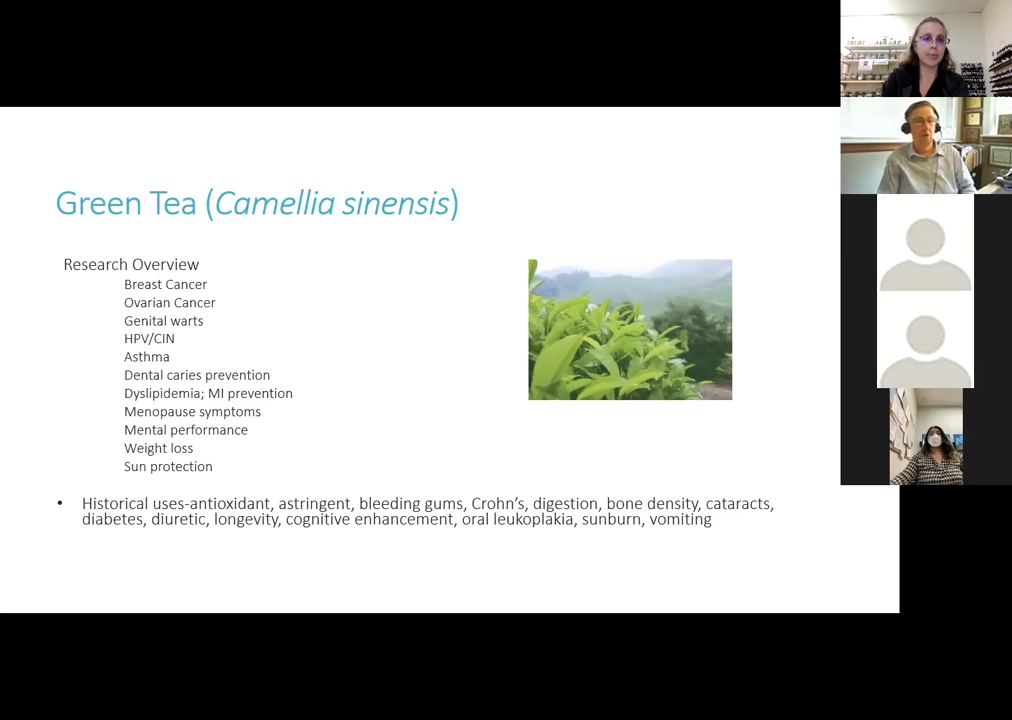 Green Tea (Camellia sinensis)
Research Overview
Breast Cancer
Ovarian Cancer
Genital warts
HPV/CIN
Asthma
Dental caries prevention
Dyslipidemia; MI prevention
Menopause symptoms
Mental performance
Weight loss
Sun protection
• Historical uses-antioxidant, astringent, bleeding gums, Crohn's, digestion, bone density, cataracts,
diabetes, diuretic, longevity, cognitive enhancement, oral leukoplakia, sunburn, vomiting